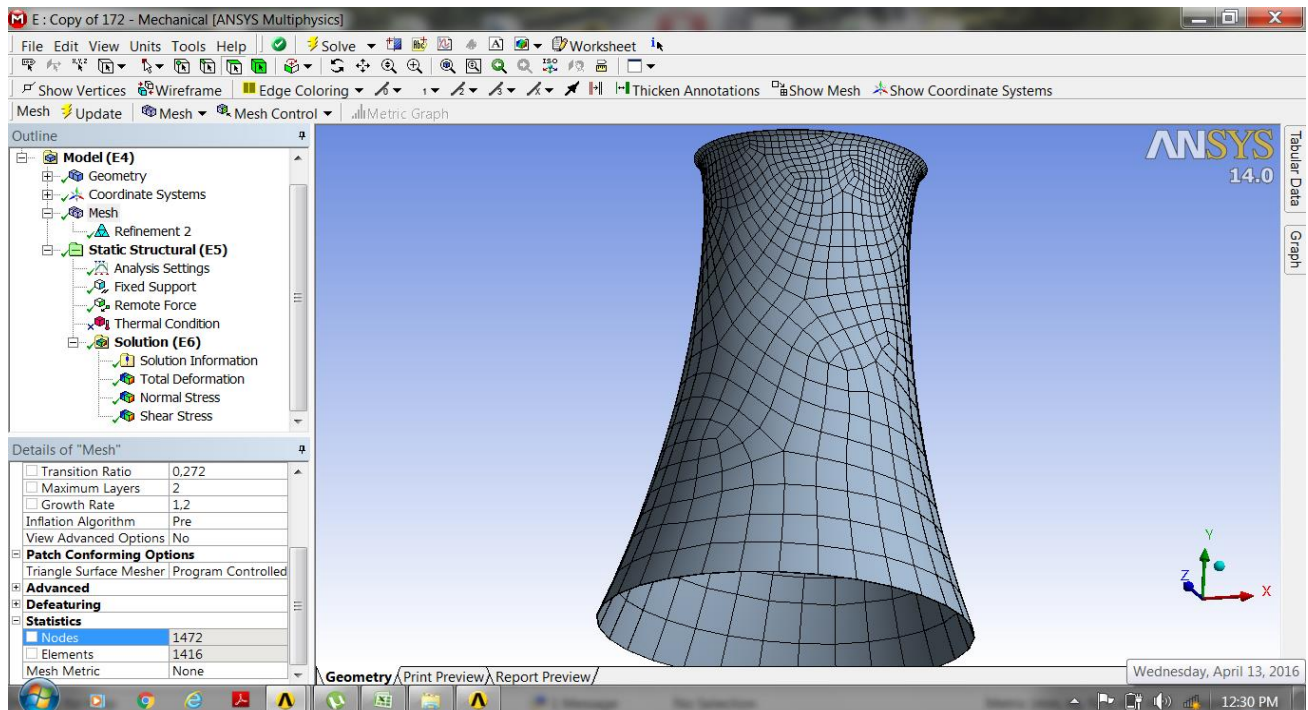 E : Copy of 172 - Mechanical [ANSYS Multiphysics]
File Edit View Units Tools Help Solve Worksheet
Show Vertices Wireframe Edge Coloring Thicken Annotations Show Mesh Show Coordinate Systems
Mesh Update Mesh Mesh Control Metric Graph
Outline
Model (E4)
Geometry
Coordinate Systems
Mesh
Refinement 2
Static Structural (E5)
Analysis Settings
Fixed Support
Remote Force
Thermal Condition
Solution (E6)
Solution Information
Total Deformation
Normal Stress
Shear Stress
Details of "Mesh"
Transition Ratio 0,272
Maximum Layers 2
Growth Rate 1,2
Inflation Algorithm Pre
View Advanced Options No
Patch Conforming Options
Triangle Surface Mesher Program Controlled
Advanced
Defeaturing
Statistics
Nodes 1472
Elements 1416
Mesh Metric None
ANSYS
14.0
Y
Z
X
Tabular Data
Graph
Geometry Print Preview Report Preview
Wednesday, April 13, 2016
12:30 PM